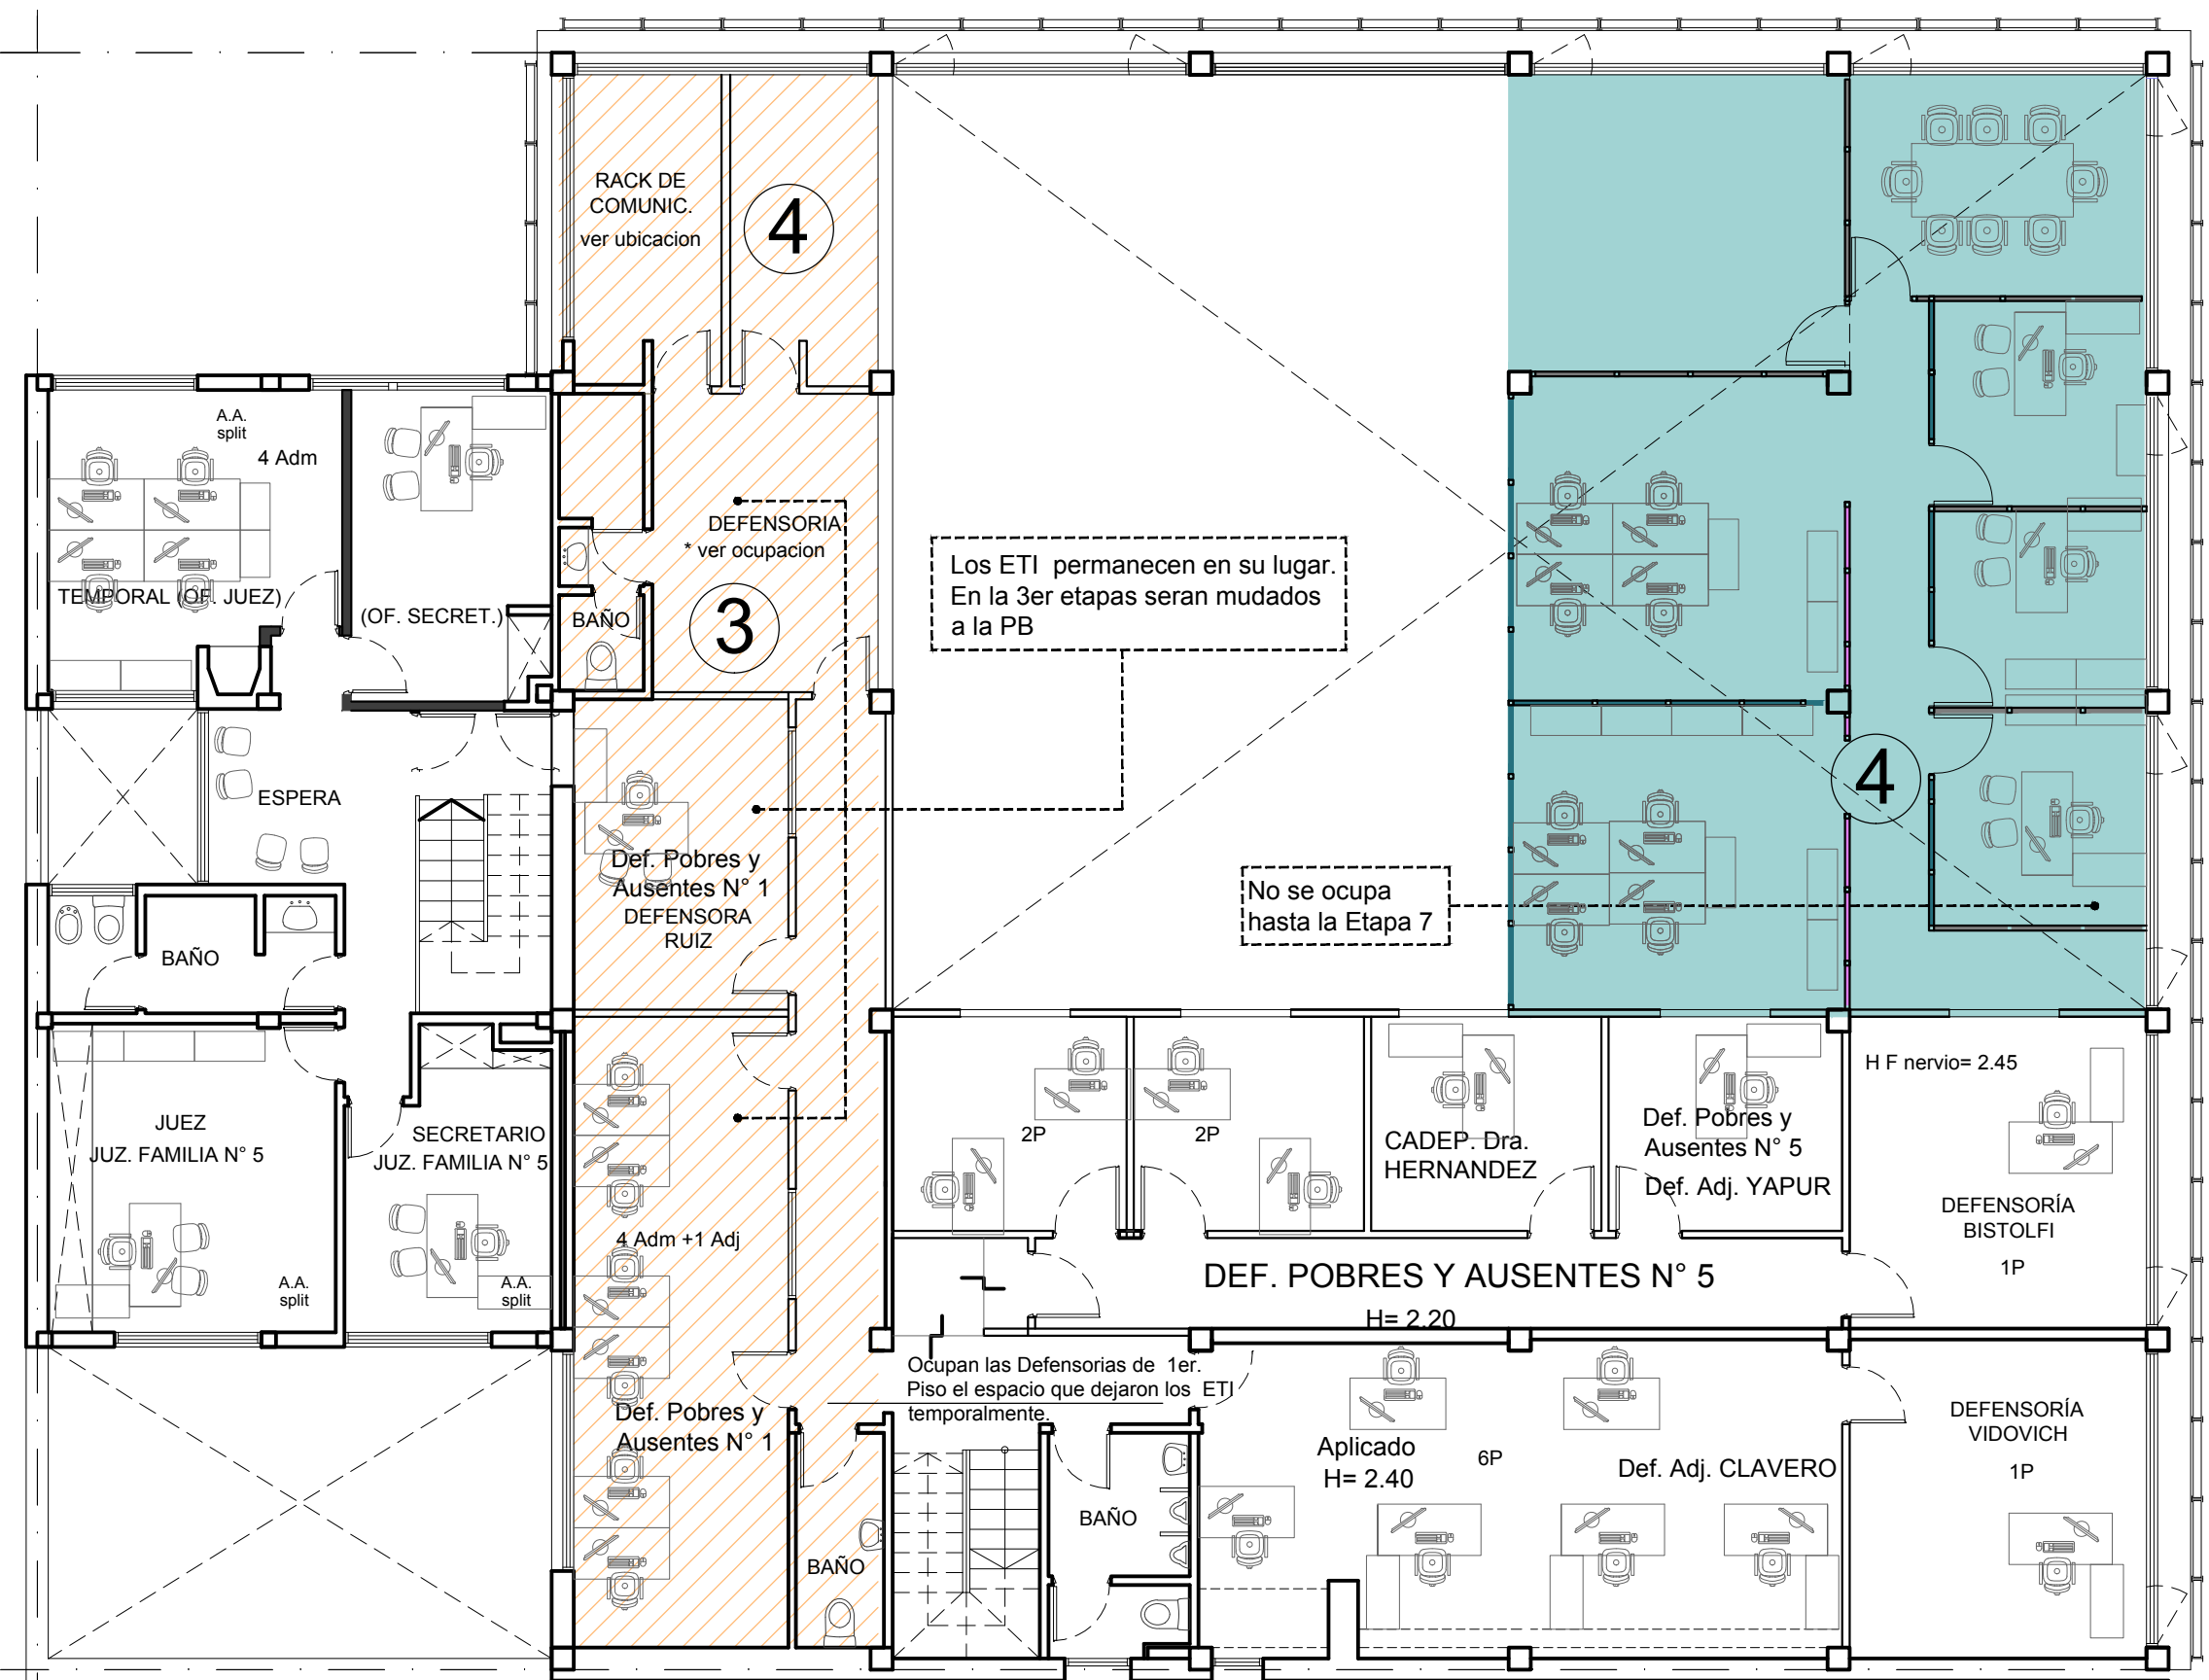 RACK DE
COMUNIC.
ver ubicacion
4
A.A.
split
4 Adm
TEMPORAL (OF. JUEZ)
(OF. SECRET.)
DEFENSORIA
* ver ocupacion
BAÑO
3
Los ETI permanecen en su lugar.
En la 3er etapas seran mudados
a la PB
ESPERA
BAÑO
Def. Pobres y
Ausentes N° 1
DEFENSORA
RUIZ
4
No se ocupa
hasta la Etapa 7
JUEZ
JUZ. FAMILIA N° 5
A.A.
split
SECRETARIO
JUZ. FAMILIA N° 5
A.A.
split
4 Adm +1 Adj
Def. Pobres y
Ausentes N° 1
BAÑO
2P
2P
CADEP. Dra.
HERNANDEZ
Def. Pobres y
Ausentes N° 5
Def. Adj. YAPUR
H F nervio= 2.45
DEFENSORÍA
BISTOLFI
1P
DEF. POBRES Y AUSENTES N° 5
H= 2.20
Ocupan las Defensorias de 1er.
Piso el espacio que dejaron los ETI
temporalmente.
BAÑO
Aplicado
H= 2.40
6P
Def. Adj. CLAVERO
DEFENSORÍA
VIDOVICH
1P